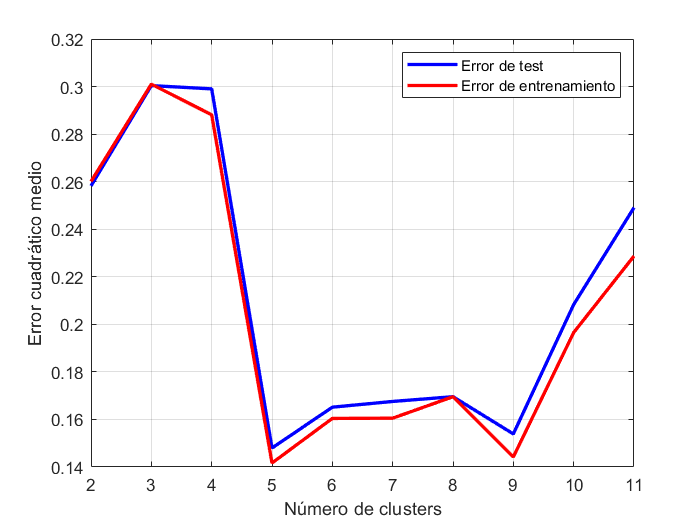 0.32
0.3
0.28
0.26
0.24
0.22
0.2
0.18
0.16
0.14
Error cuadrático medio
Error de test
Error de entrenamiento
2 3 4 5 6 7 8 9 10 11
Número de clusters